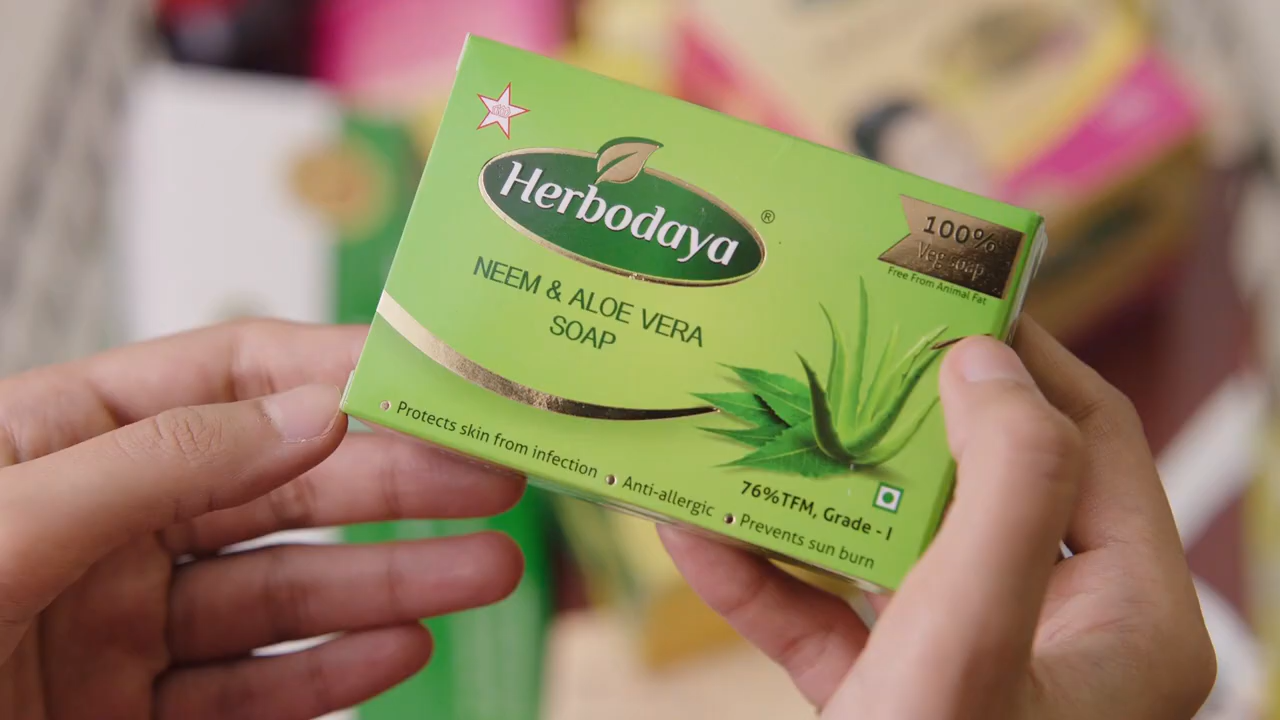 Herbodaya
®
NEEM & ALOE VERA
SOAP
100%
Veg soap
Free From Animal Fat
76%TFM, Grade - I
Protects skin from infection
Anti-allergic
Prevents sun burn